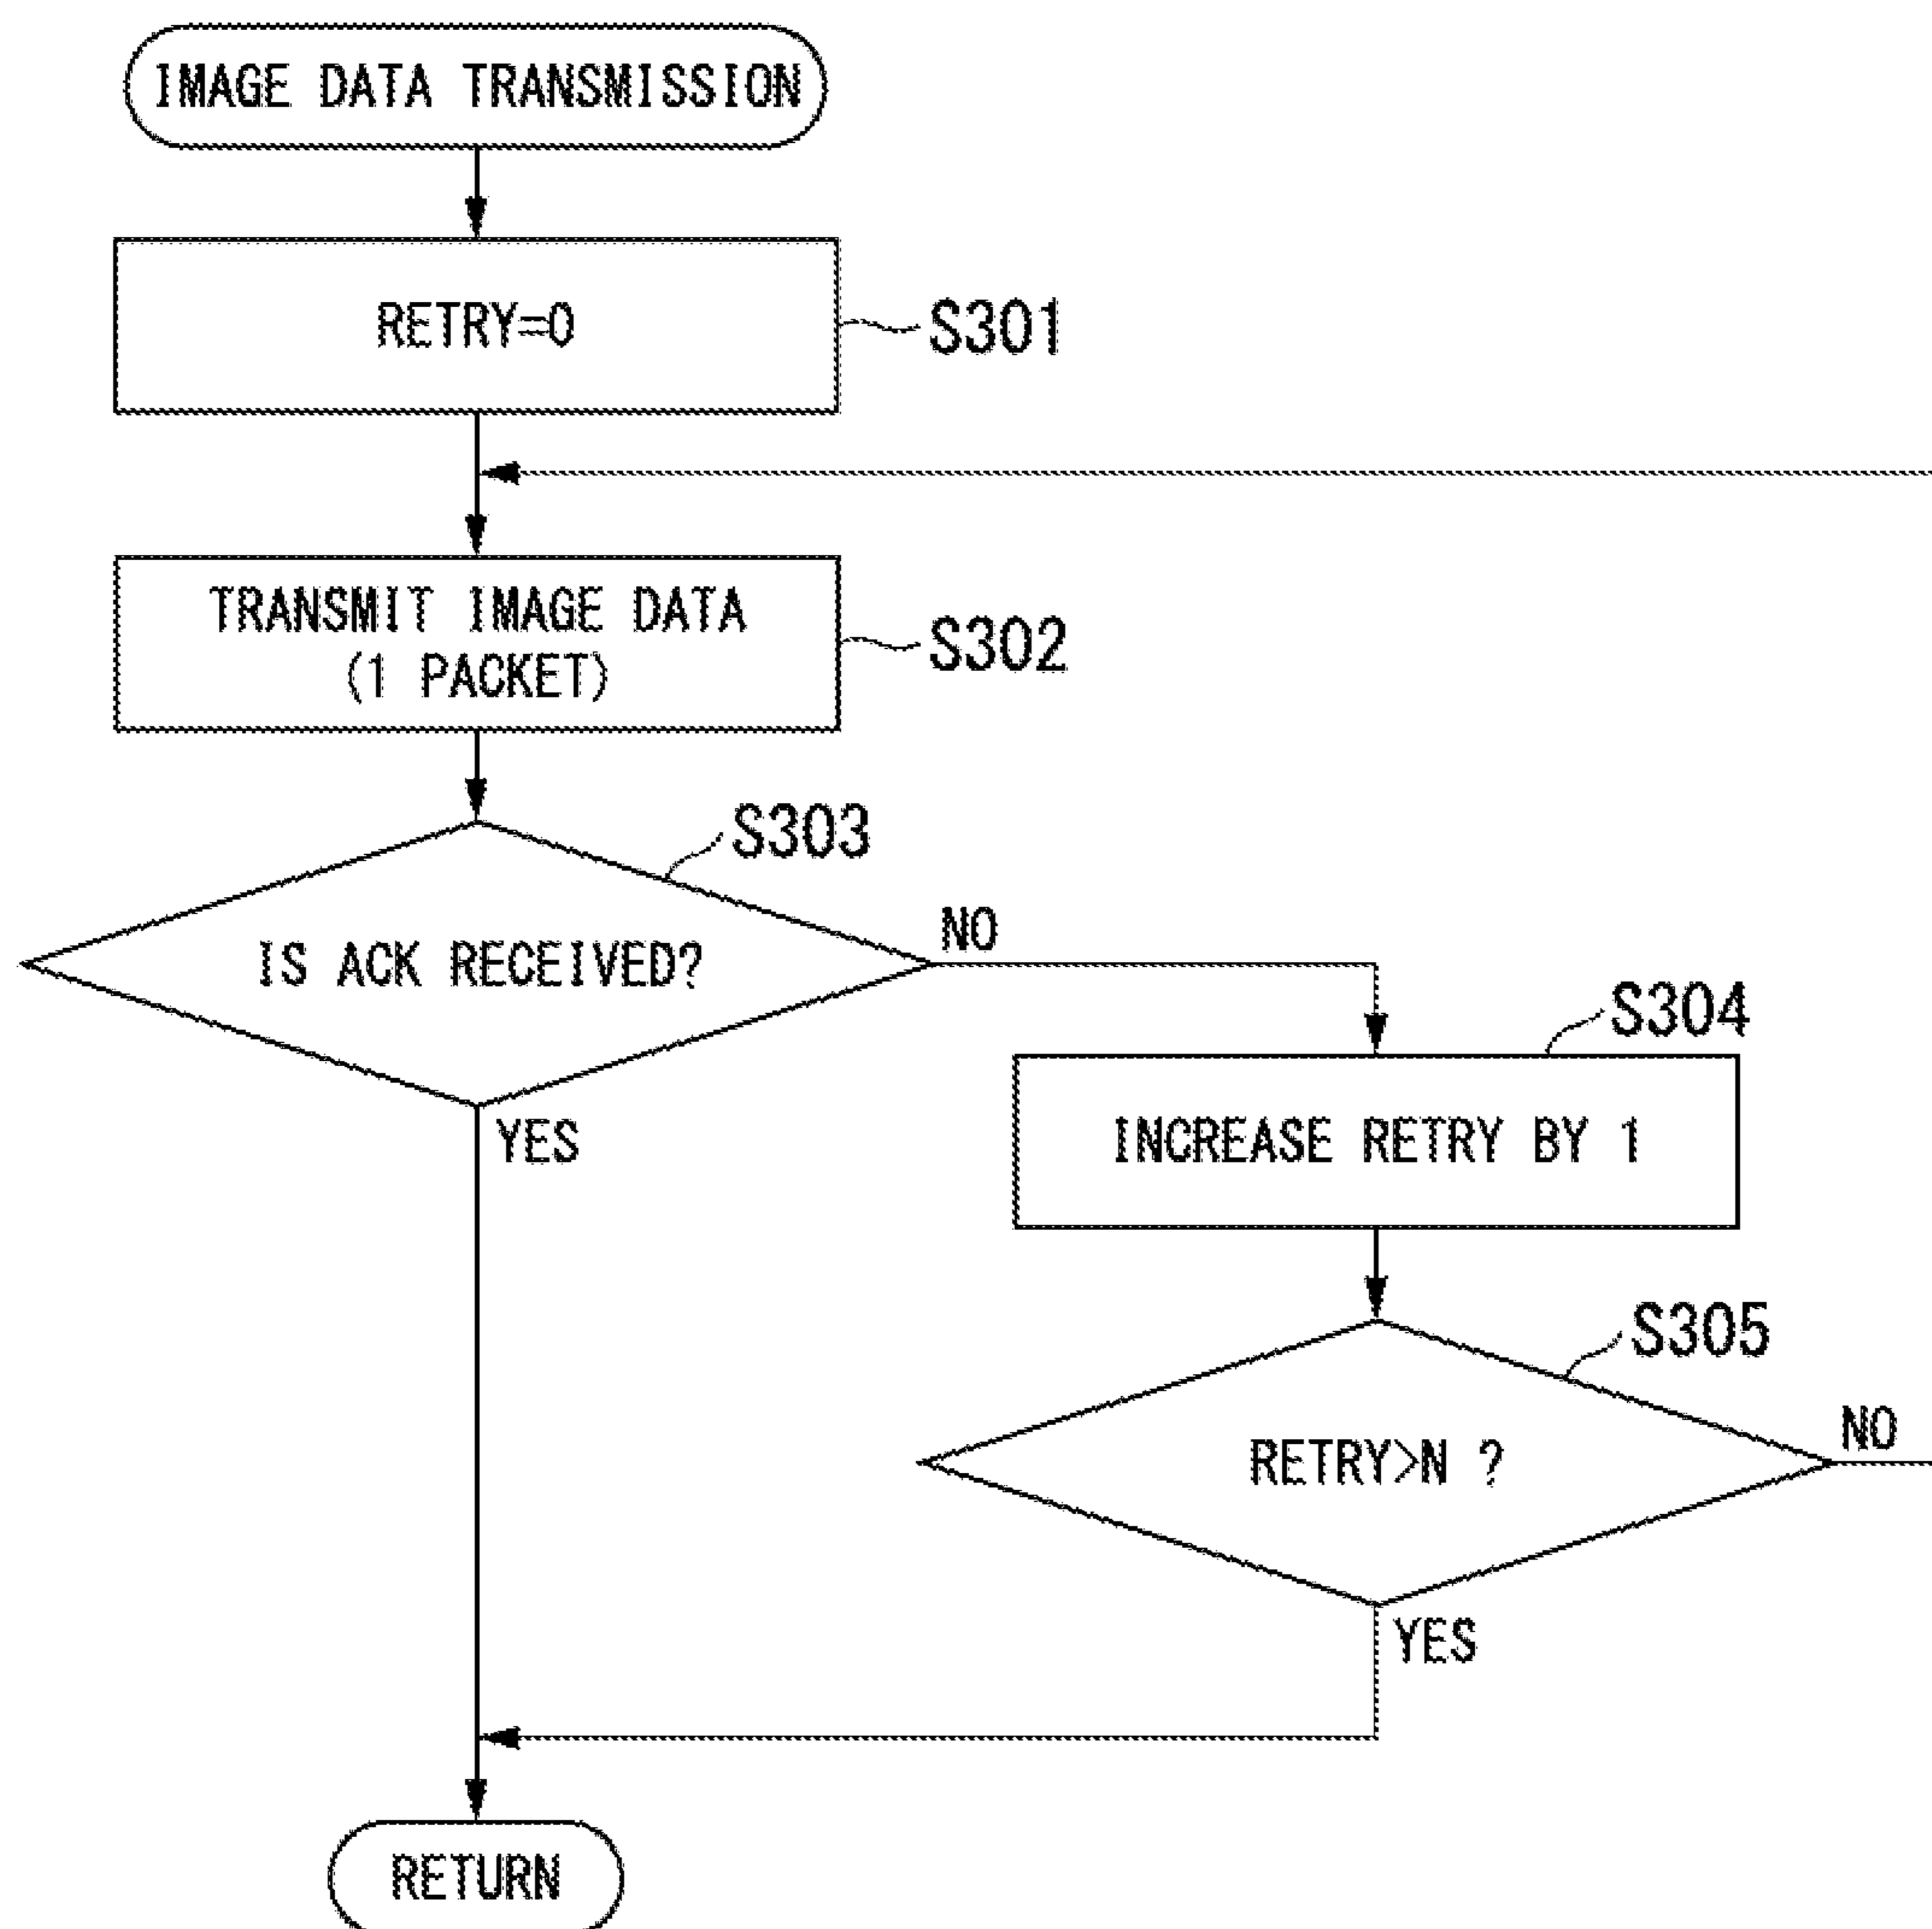 IMAGE DATA TRANSMISSION
RETRY=0
S301
TRANSMIT IMAGE DATA
(1 PACKET)
S302
S303
IS ACK RECEIVED?
NO
YES
S304
INCREASE RETRY BY 1
S305
RETRY>N ?
NO
YES
RETURN